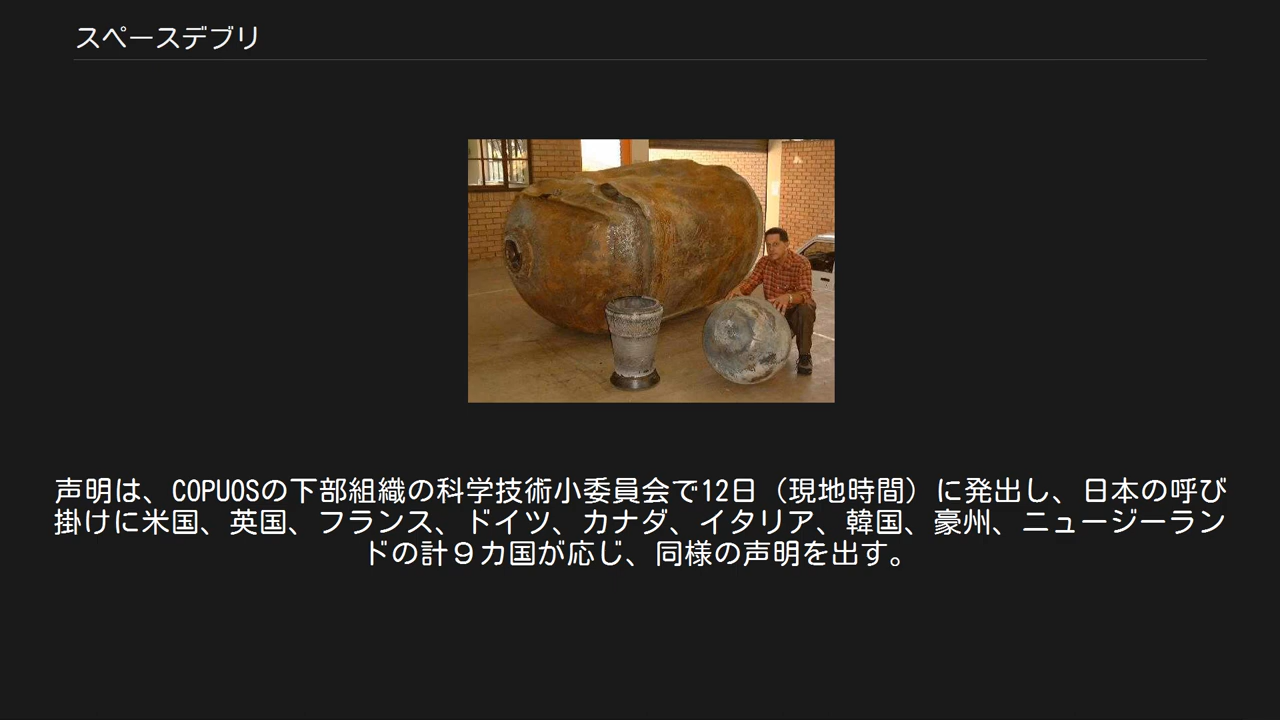 スペースデブリ
声明は、COPUOSの下部組織の科学技術小委員会で12日（現地時間）に発出し、日本の呼び
掛けに米国、英国、フランス、ドイツ、カナダ、イタリア、韓国、豪州、ニュージーラン
ドの計９カ国が応じ、同様の声明を出す。